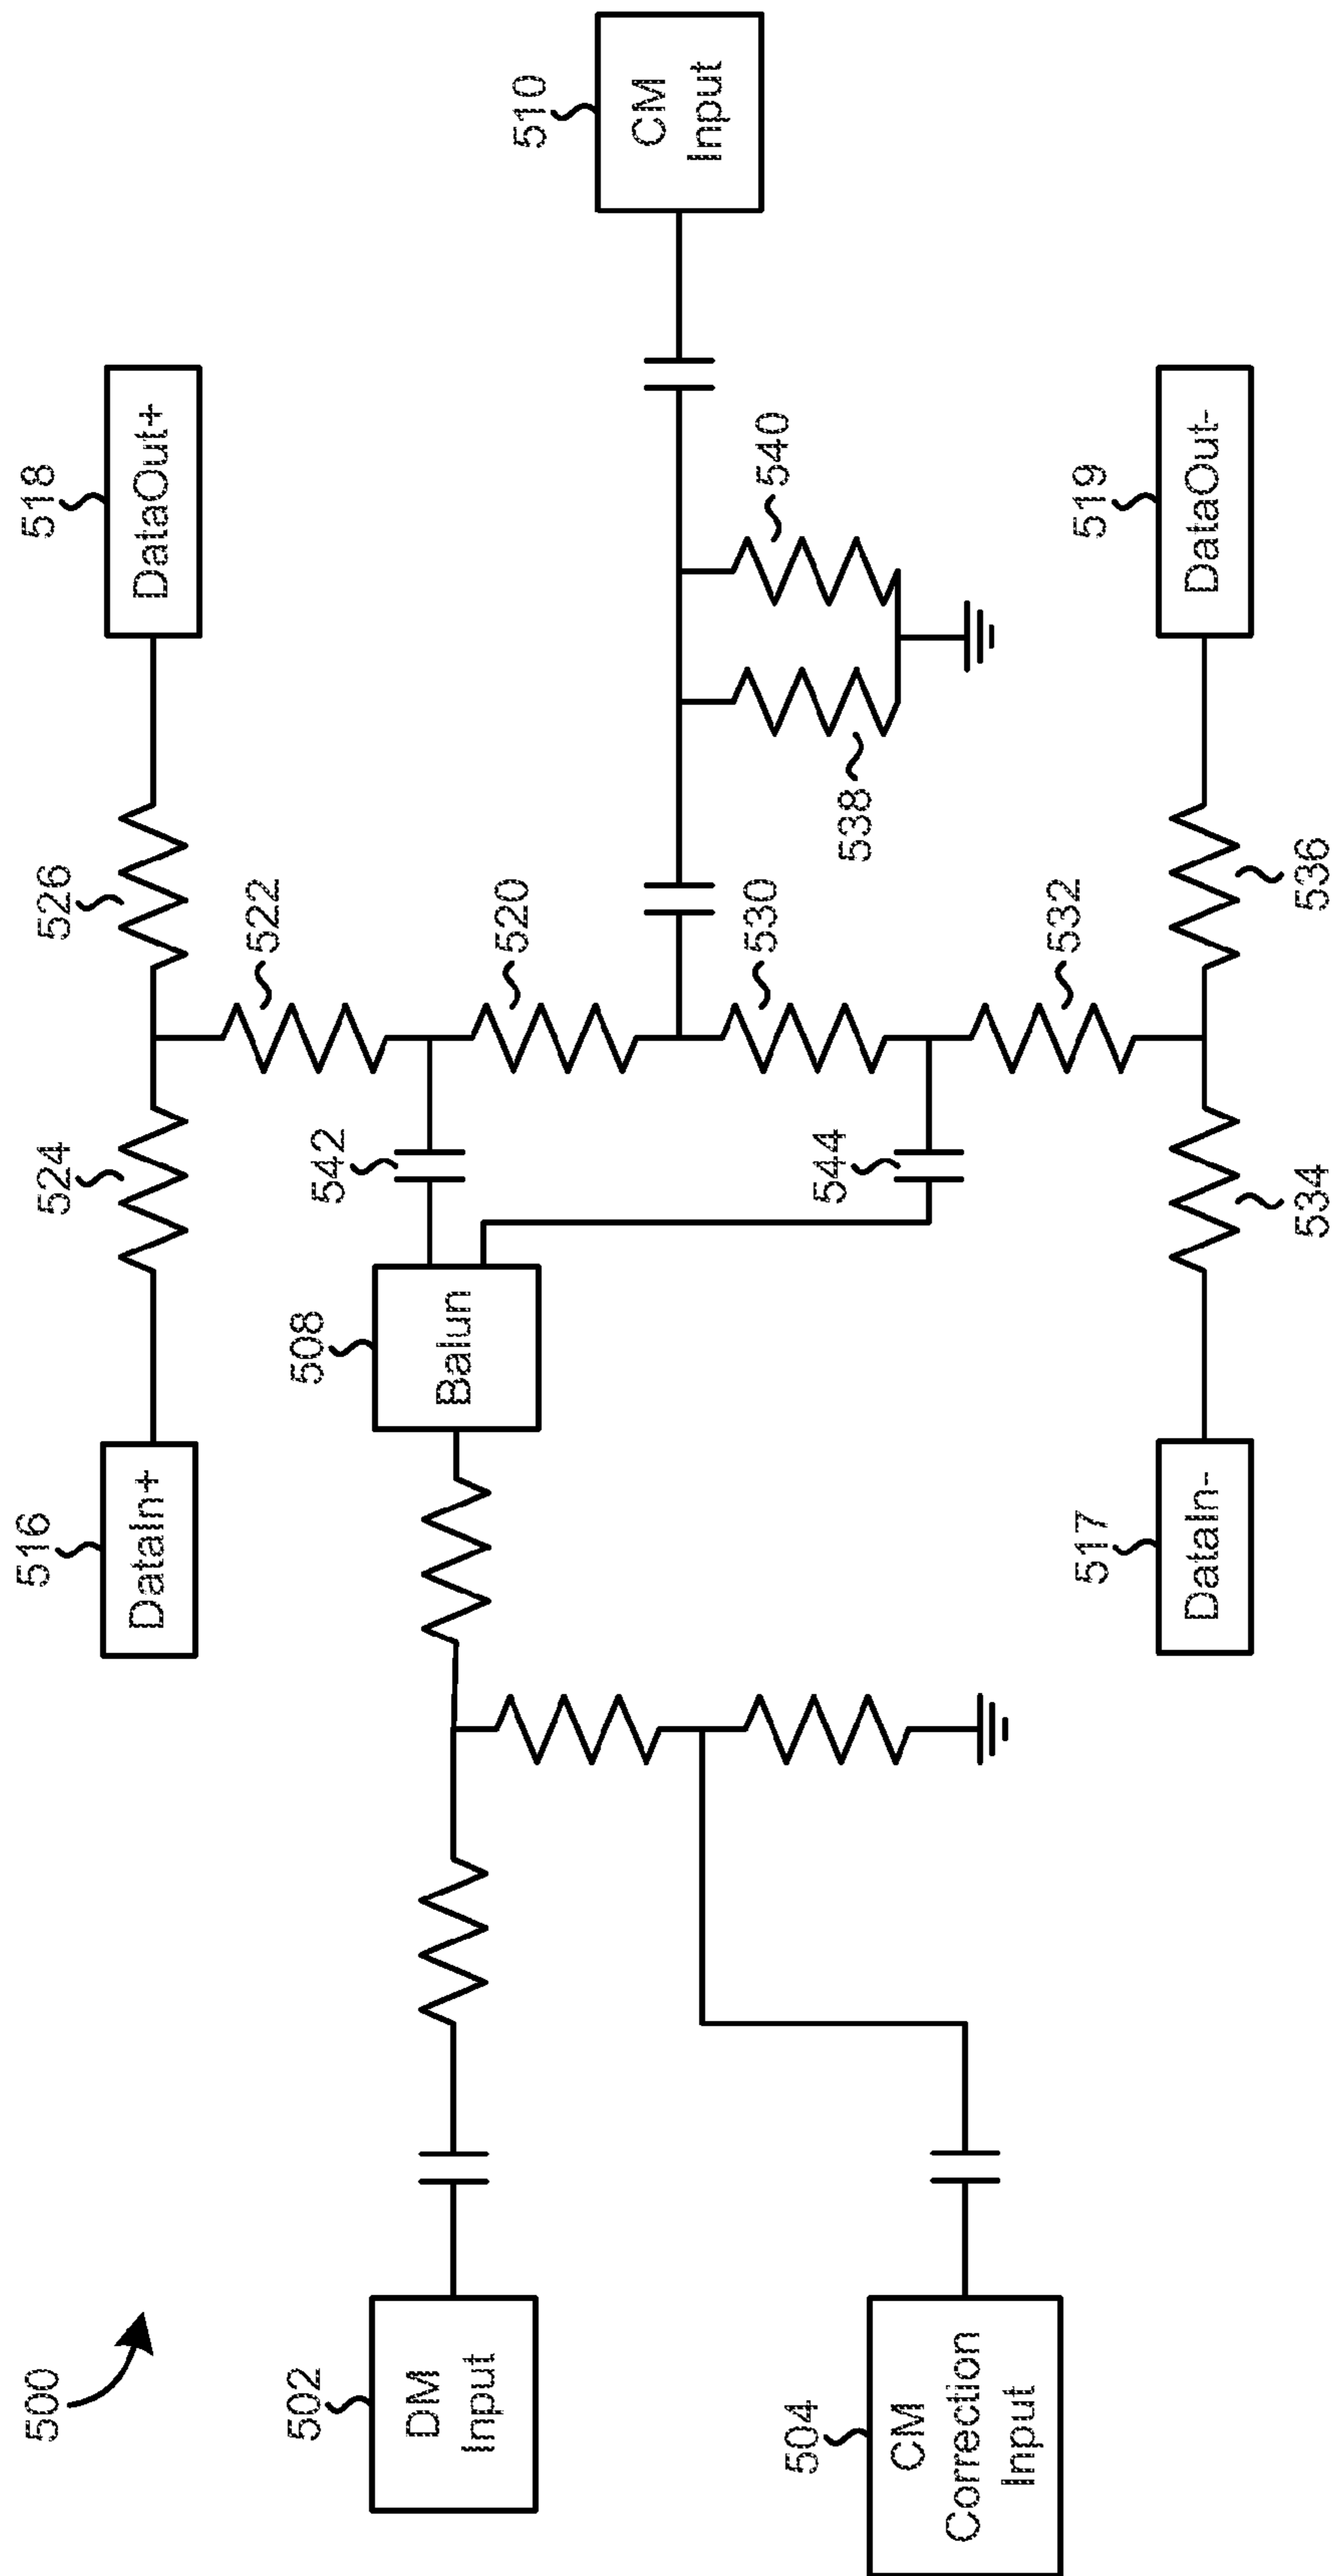 500
502
DM
Input
504
CM
Correction
Input
508
Balun
516
DataIn+
524
526
518
DataOut+
522
542
520
510
CM
Input
540
538
530
544
532
517
DataIn-
534
536
519
DataOut-